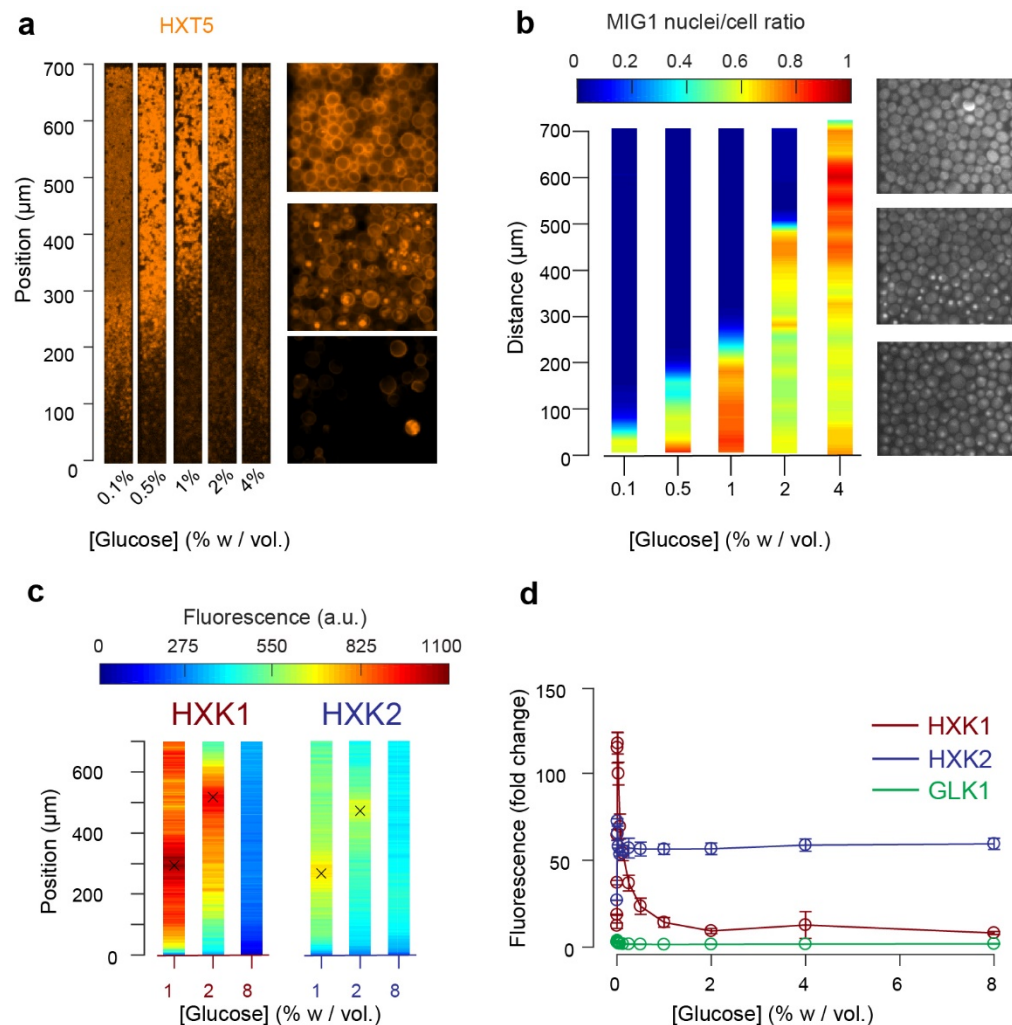 a
HXT5
Position (µm)
700
600
500
400
300
200
100
0
0.1% 0.5% 1% 2% 4%
[Glucose] (% w / vol.)
b
MIG1 nuclei/cell ratio
0 0.2 0.4 0.6 0.8 1
Distance (µm)
700
600
500
400
300
200
100
0
0.1 0.5 1 2 4
[Glucose] (% w / vol.)
c
Fluorescence (a.u.)
0 275 550 825 1100
HXK1 HXK2
Position (µm)
600
400
200
0
1 2 8 1 2 8
[Glucose] (% w / vol.)
d
Fluorescence (fold change)
150
100
50
0
HXK1
HXK2
GLK1
0 2 4 6 8
[Glucose] (% w / vol.)